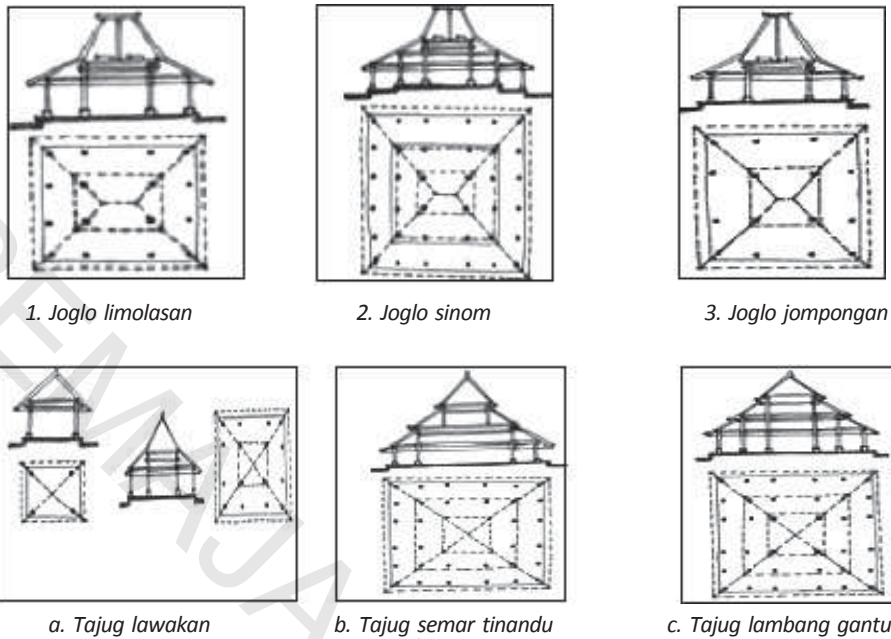 1. Joglo limolasan
2. Joglo sinom
3. Joglo jompongan
a. Tajug lawakan
b. Tajug semar tinandu
c. Tajug lambang gantu